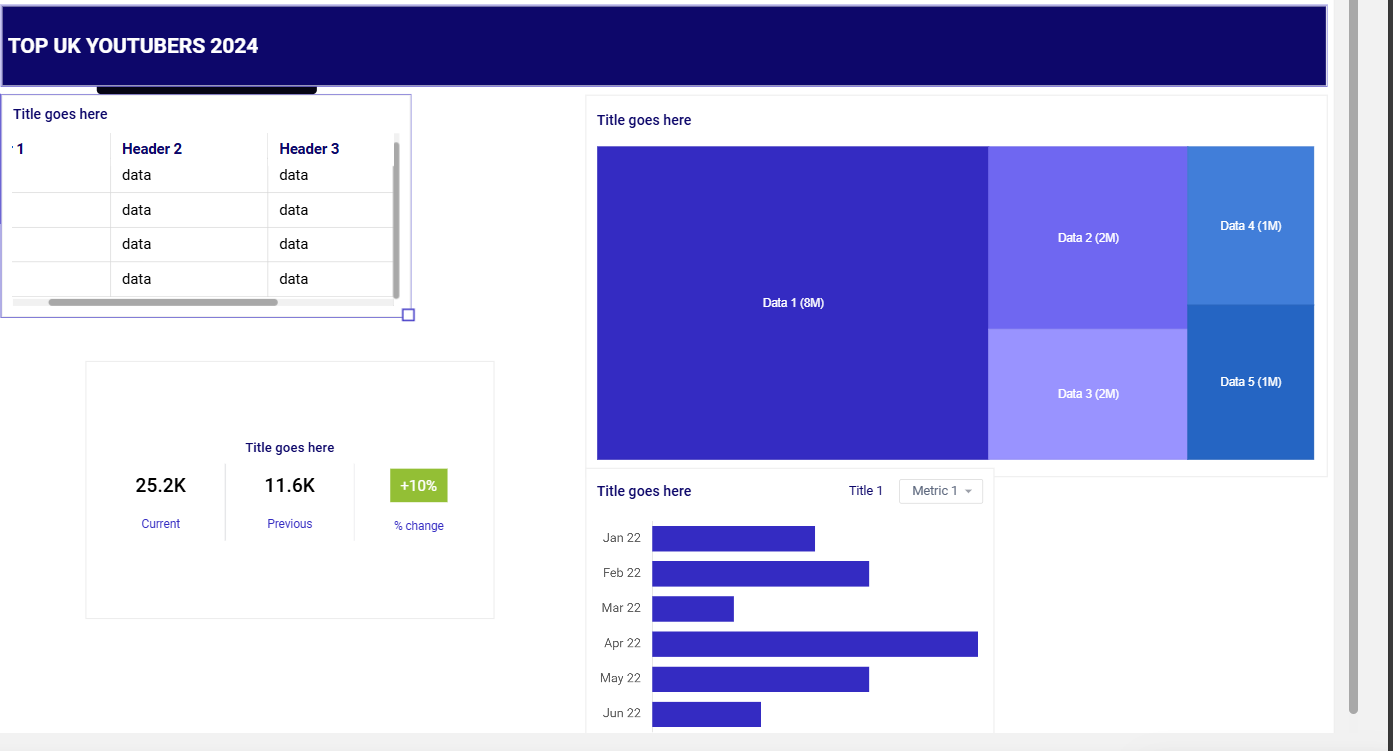 TOP UK YOUTUBERS 2024
Title goes here
1 Header 2 Header 3
data data
data data
data data
data data
Title goes here
Data 1 (8M)
Data 2 (2M)
Data 3 (2M)
Data 4 (1M)
Data 5 (1M)
Title goes here
25.2K 11.6K +10%
Current Previous % change
Title goes here Title 1 Metric 1
Jan 22
Feb 22
Mar 22
Apr 22
May 22
Jun 22